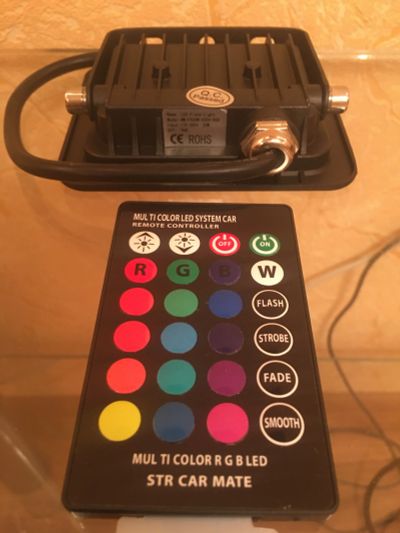 Q.C.
Passed
CE ROHS
MUL TI COLOR LED SYSTEM CAR
REMOTE CONTROLLER
OFF ON
R G B W
FLASH
STROBE
FADE
SMOOTH
MUL TI COLOR R G B LED
STR CAR MATE